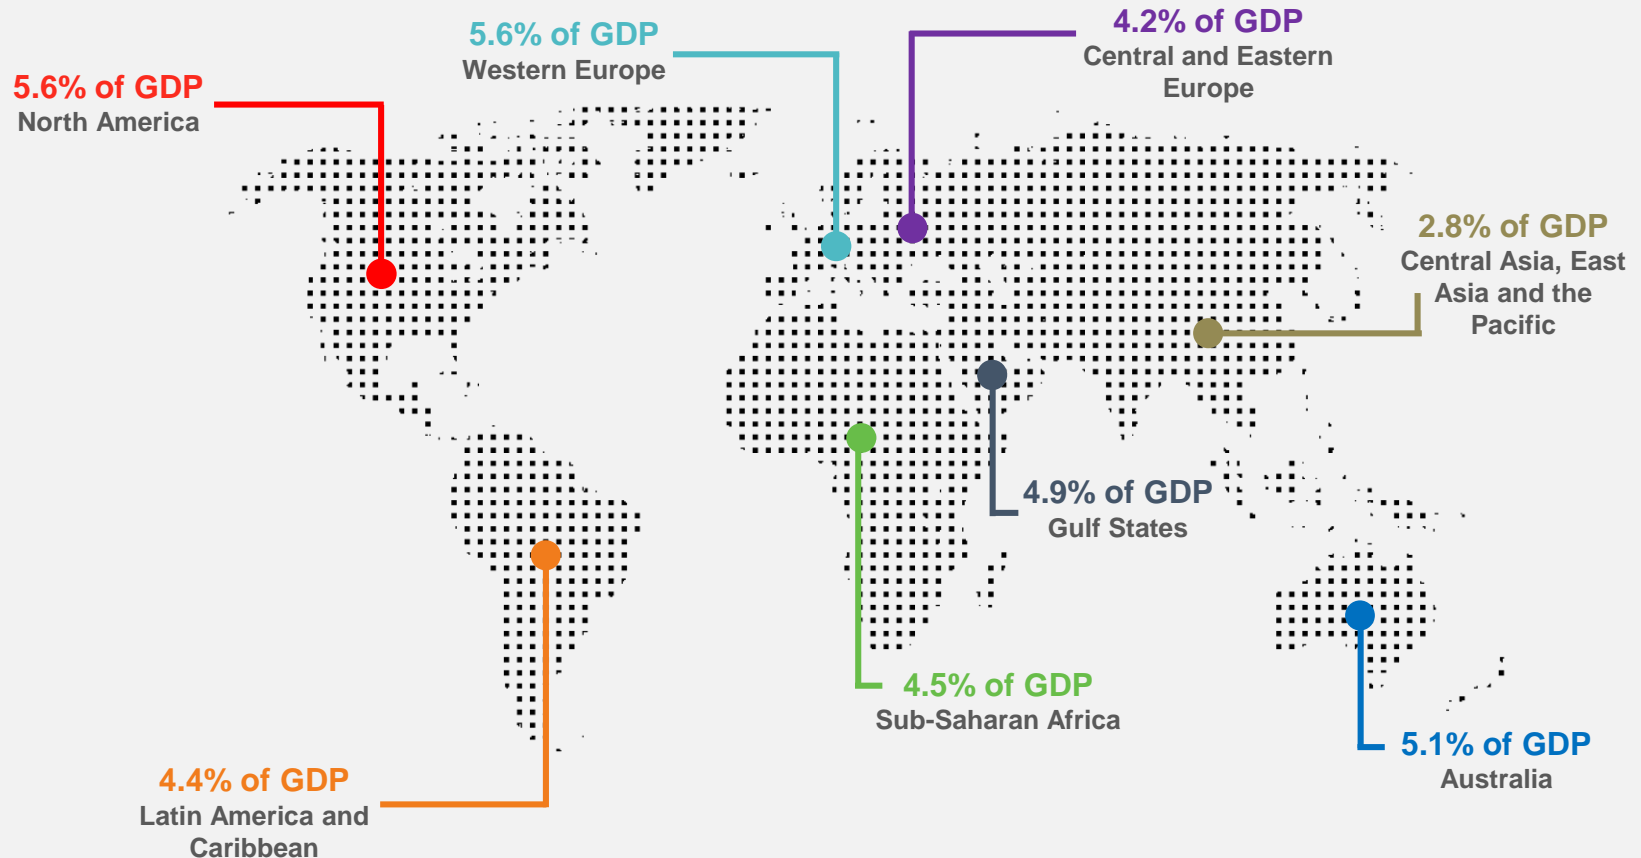 5.6% of GDP
North America
5.6% of GDP
Western Europe
4.2% of GDP
Central and Eastern
Europe
2.8% of GDP
Central Asia, East
Asia and the
Pacific
4.9% of GDP
Gulf States
4.5% of GDP
Sub-Saharan Africa
5.1% of GDP
Australia
4.4% of GDP
Latin America and
Caribbean